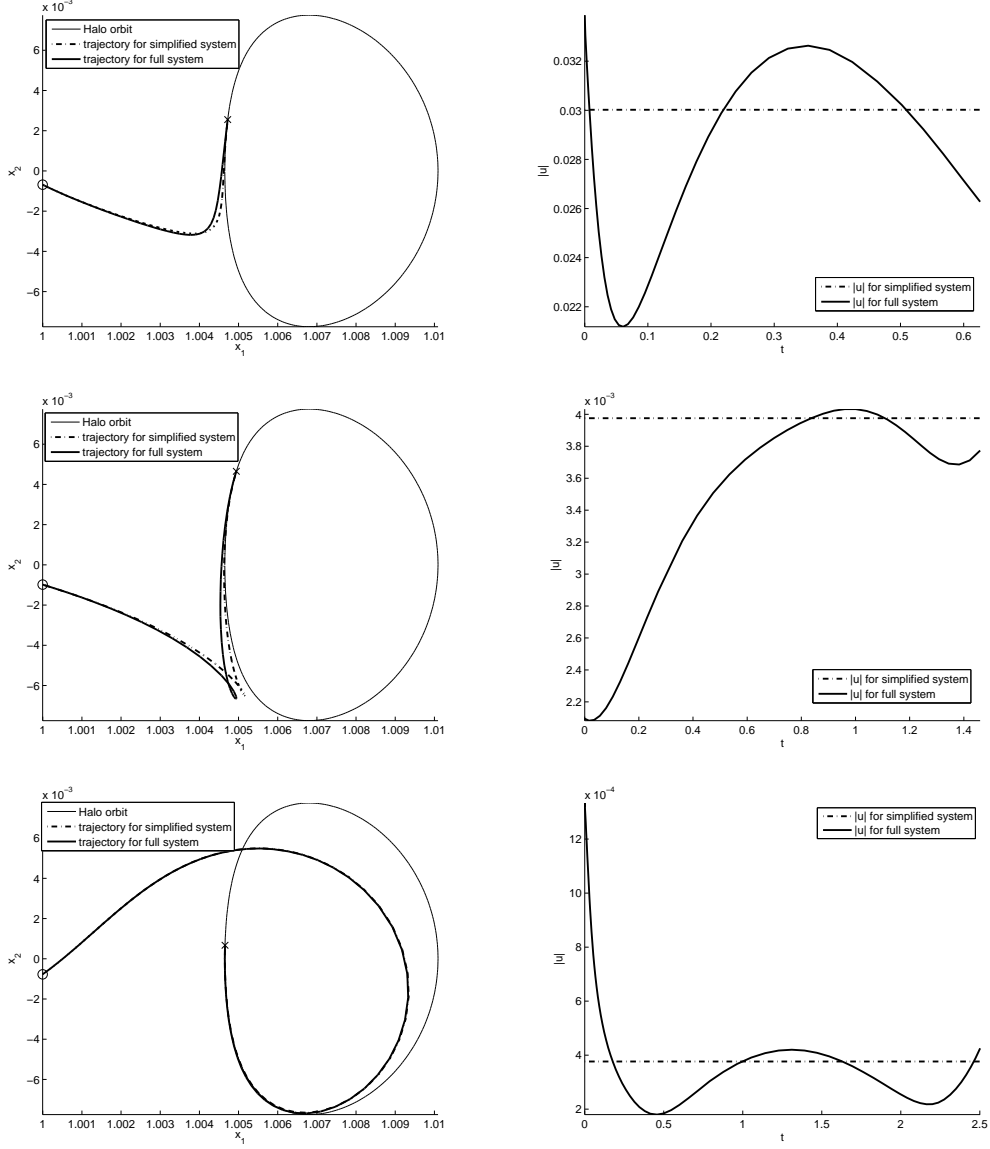 x 10⁻³
Halo orbit
trajectory for simplified system
trajectory for full system
6
4
2
0
−2
−4
−6
x₂
1 1.001 1.002 1.003 1.004 1.005 1.006 1.007 1.008 1.009 1.01
x₁
0.032
0.03
0.028
0.026
0.024
0.022
|u|
|u| for simplified system
|u| for full system
0 0.1 0.2 0.3 0.4 0.5 0.6
t
x 10⁻³
Halo orbit
trajectory for simplified system
trajectory for full system
6
4
2
0
−2
−4
−6
x₂
1 1.001 1.002 1.003 1.004 1.005 1.006 1.007 1.008 1.009 1.01
x₁
x 10⁻³
4
3.8
3.6
3.4
3.2
3
2.8
2.6
2.4
2.2
|u|
|u| for simplified system
|u| for full system
0 0.2 0.4 0.6 0.8 1 1.2 1.4
t
x 10⁻³
Halo orbit
trajectory for simplified system
trajectory for full system
6
4
2
0
−2
−4
−6
x₂
1 1.001 1.002 1.003 1.004 1.005 1.006 1.007 1.008 1.009 1.01
x₁
x 10⁻⁴
|u| for simplified system
|u| for full system
12
10
8
6
4
2
|u|
0 0.5 1 1.5 2 2.5
t